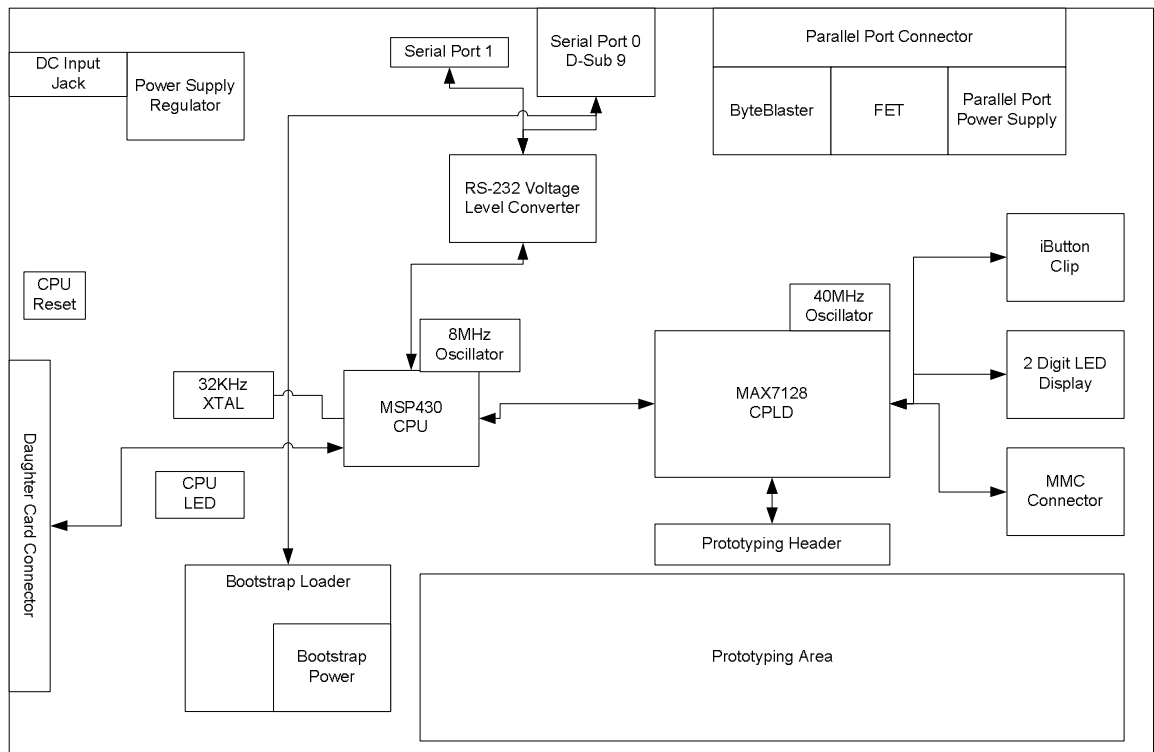 Serial Port 1
Serial Port 0
D-Sub 9
Parallel Port Connector
DC Input
Jack
Power Supply
Regulator
ByteBlaster
FET
Parallel Port
Power Supply
RS-232 Voltage
Level Converter
iButton
Clip
CPU
Reset
40MHz
Oscillator
8MHz
Oscillator
2 Digit LED
Display
32KHz
XTAL
MSP430
CPU
MAX7128
CPLD
Daughter Card Connector
CPU
LED
MMC
Connector
Prototyping Header
Bootstrap Loader
Bootstrap
Power
Prototyping Area